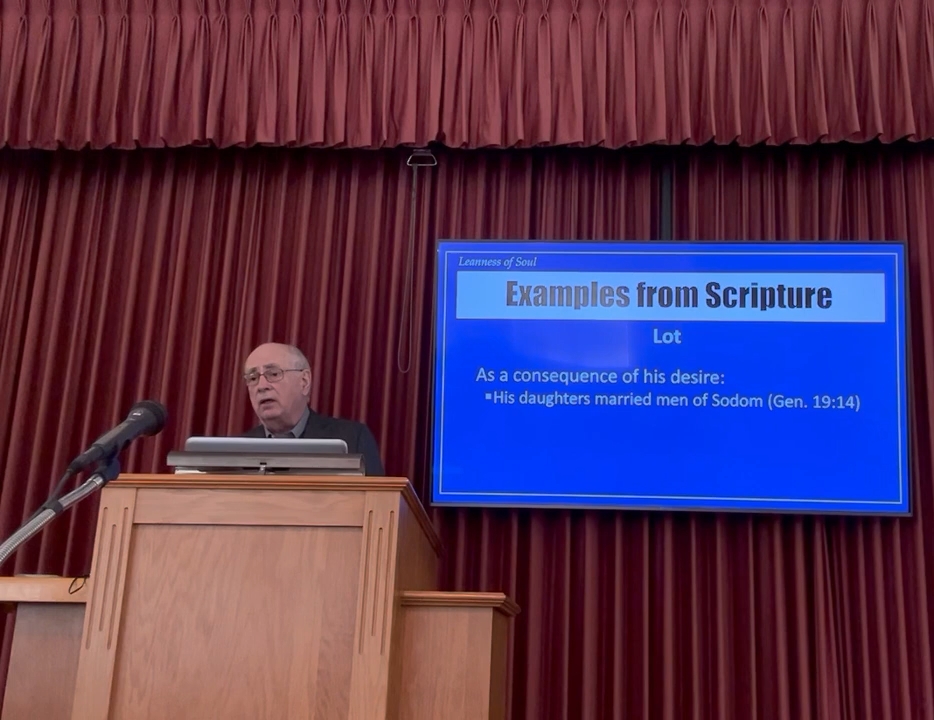 Leanness of Soul
Examples from Scripture
Lot
As a consequence of his desire:
▪His daughters married men of Sodom (Gen. 19:14)